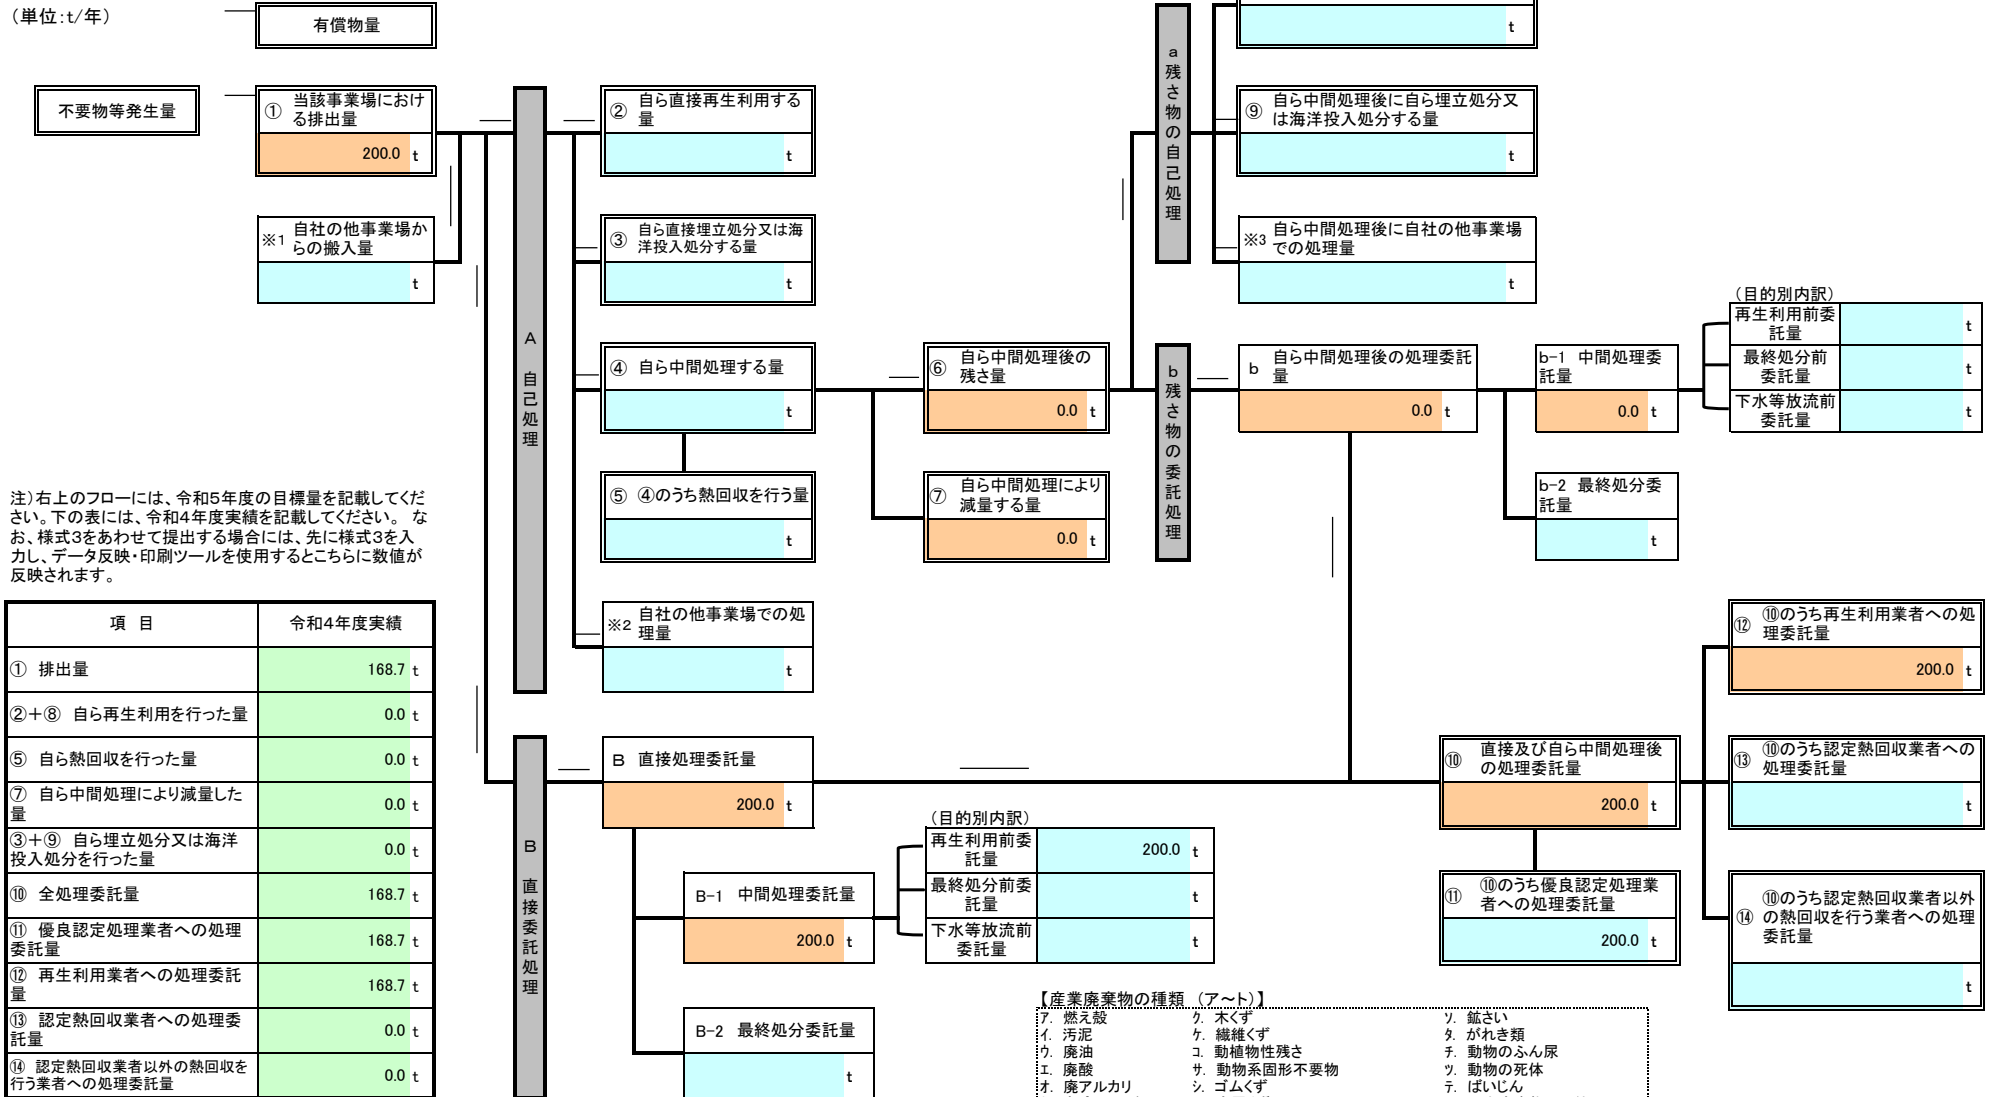 （単位：t/年）
有償物量
不要物等発生量
① 当該事業場におけ
る排出量
200.0 t
※1 自社の他事業場か
らの搬入量
t
A 自己処理
② 自ら直接再生利用する
量
t
③ 自ら直接埋立処分又は海
洋投入処分する量
t
④ 自ら中間処理する量
t
⑤ ④のうち熱回収を行う量
t
※2 自社の他事業場での処
理量
t
⑥ 自ら中間処理後の
残さ量
0.0 t
⑦ 自ら中間処理により
減量する量
0.0 t
a 残さ物の自己処理
t
⑨ 自ら中間処理後に自ら埋立処分又
は海洋投入処分する量
t
※3 自ら中間処理後に自社の他事業場
での処理量
t
b 残さ物の委託処理
b 自ら中間処理後の処理委託
量
0.0 t
b-1 中間処理委
託量
0.0 t
（目的別内訳）
再生利用前委
託量
t
最終処分前
委託量
t
下水等放流前
委託量
t
b-2 最終処分委
託量
t
注）右上のフローには、令和5年度の目標量を記載してくだ
さい。下の表には、令和4年度実績を記載してください。 な
お、様式3をあわせて提出する場合には、先に様式3を入
力し、データ反映・印刷ツールを使用するとこちらに数値が
反映されます。
項 目 令和4年度実績
① 排出量 168.7 t
②＋⑧ 自ら再生利用を行った量 0.0 t
⑤ 自ら熱回収を行った量 0.0 t
⑦ 自ら中間処理により減量した
量 0.0 t
③＋⑨ 自ら埋立処分又は海洋
投入処分を行った量 0.0 t
⑩ 全処理委託量 168.7 t
⑪ 優良認定処理業者への処理
委託量 168.7 t
⑫ 再生利用業者への処理委託
量 168.7 t
⑬ 認定熱回収業者への処理委
託量 0.0 t
⑭ 認定熱回収業者以外の熱回収を
行う業者への処理委託量 0.0 t
B 直接委託処理
B 直接処理委託量
200.0 t
B-1 中間処理委託量
200.0 t
（目的別内訳）
再生利用前委
託量
200.0 t
最終処分前委
託量
t
下水等放流前
委託量
t
B-2 最終処分委託量
t
⑩ 直接及び自ら中間処理後
の処理委託量
200.0 t
⑪ ⑩のうち優良認定処理業
者への処理委託量
200.0 t
⑫ ⑩のうち再生利用業者への処
理委託量
200.0 t
⑬ ⑩のうち認定熱回収業者への
処理委託量
t
⑭ ⑩のうち認定熱回収業者以外
の熱回収を行う業者への処理
委託量
t
【産業廃棄物の種類 （ア～ト）】
ア. 燃え殻 ク. 木くず ソ. 鉱さい
イ. 汚泥 ケ. 繊維くず タ. がれき類
ウ. 廃油 コ. 動植物性残さ チ. 動物のふん尿
エ. 廃酸 サ. 動物系固形不要物 ツ. 動物の死体
オ. 廃アルカリ シ. ゴムくず テ. ばいじん